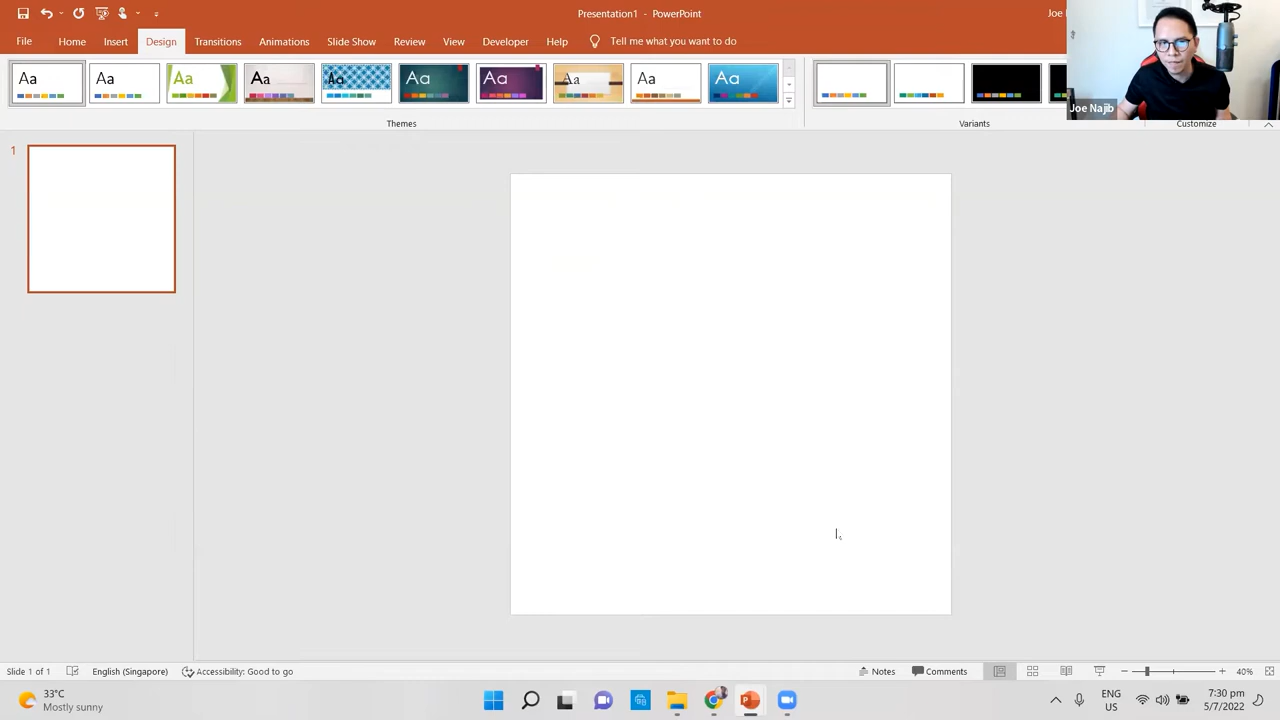 Presentation1 - PowerPoint
Joe
File Home Insert Design Transitions Animations Slide Show Review View Developer Help Tell me what you want to do
Aa Aa Aa Aa Aa Aa Aa Aa Aa Aa
Joe Najib
Themes Variants Customize
1
Slide 1 of 1 English (Singapore) Accessibility: Good to go Notes Comments 40%
33°C
Mostly sunny
ENG
US
7:30 pm
5/7/2022